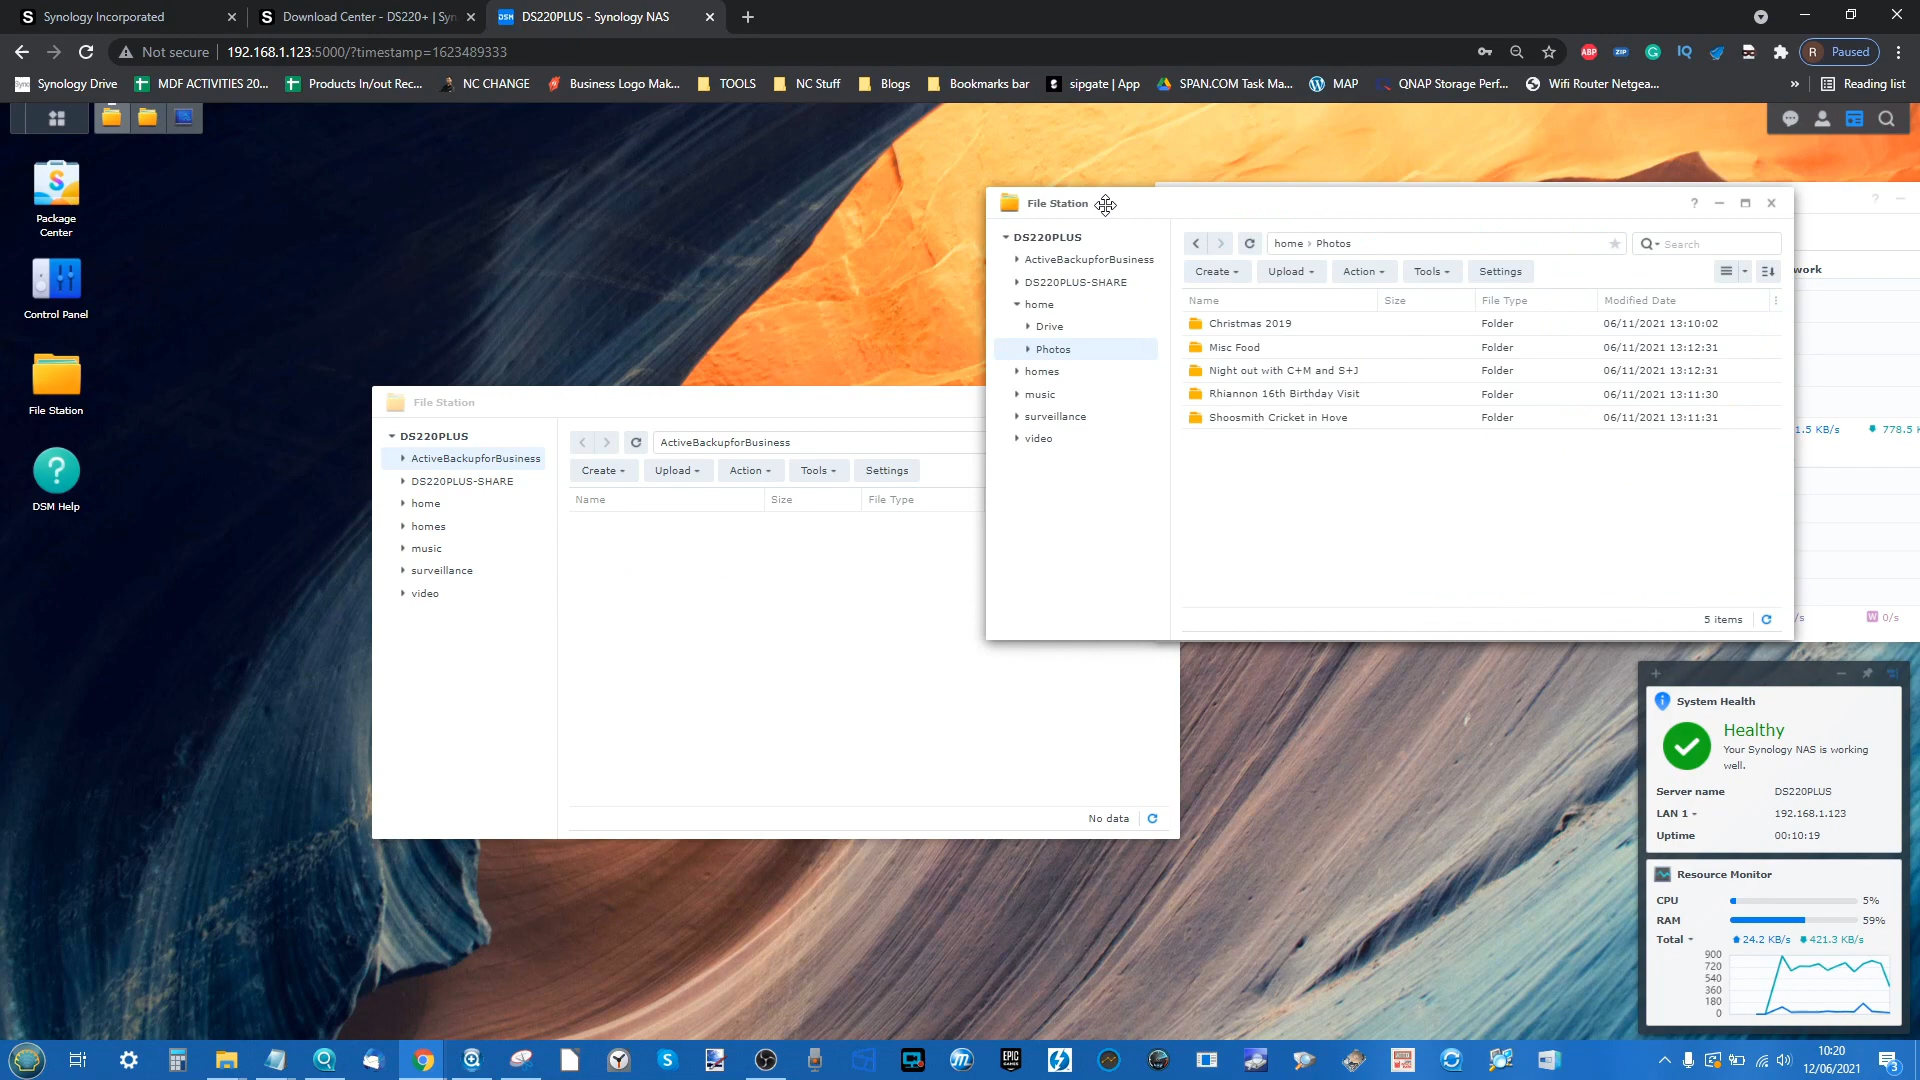 Synology Incorporated
Download Center - DS220+ | Syn
DS220PLUS - Synology NAS
Not secure
192.168.1.123:5000/?timestamp=1623489333
Paused
Synology Drive
MDF ACTIVITIES 20...
Products In/out Rec...
NC CHANGE
Business Logo Mak...
TOOLS
NC Stuff
Blogs
Bookmarks bar
sipgate | App
SPAN.COM Task Ma...
MAP
QNAP Storage Perf...
Wifi Router Netgea...
Reading list
Package
Center
Control Panel
File Station
DSM Help
File Station
DS220PLUS
ActiveBackupforBusiness
DS220PLUS-SHARE
home
Drive
Photos
homes
music
surveillance
video
home › Photos
Search
Create
Upload
Action
Tools
Settings
Name
Size
File Type
Modified Date
Christmas 2019
Folder
06/11/2021 13:10:02
Misc Food
Folder
06/11/2021 13:12:31
Night out with C+M and S+J
Folder
06/11/2021 13:12:31
Rhiannon 16th Birthday Visit
Folder
06/11/2021 13:11:30
Shoosmith Cricket in Hove
Folder
06/11/2021 13:11:31
5 items
work
1.5 KB/s
778.5 K
/s
W 0/s
File Station
DS220PLUS
ActiveBackupforBusiness
DS220PLUS-SHARE
home
homes
music
surveillance
video
ActiveBackupforBusiness
Create
Upload
Action
Tools
Settings
Name
Size
File Type
No data
System Health
Healthy
Your Synology NAS is working
well.
Server name
DS220PLUS
LAN 1
192.168.1.123
Uptime
00:10:19
Resource Monitor
CPU
5%
RAM
59%
Total
24.2 KB/s
421.3 KB/s
900
720
540
360
180
0
10:20
12/06/2021
3